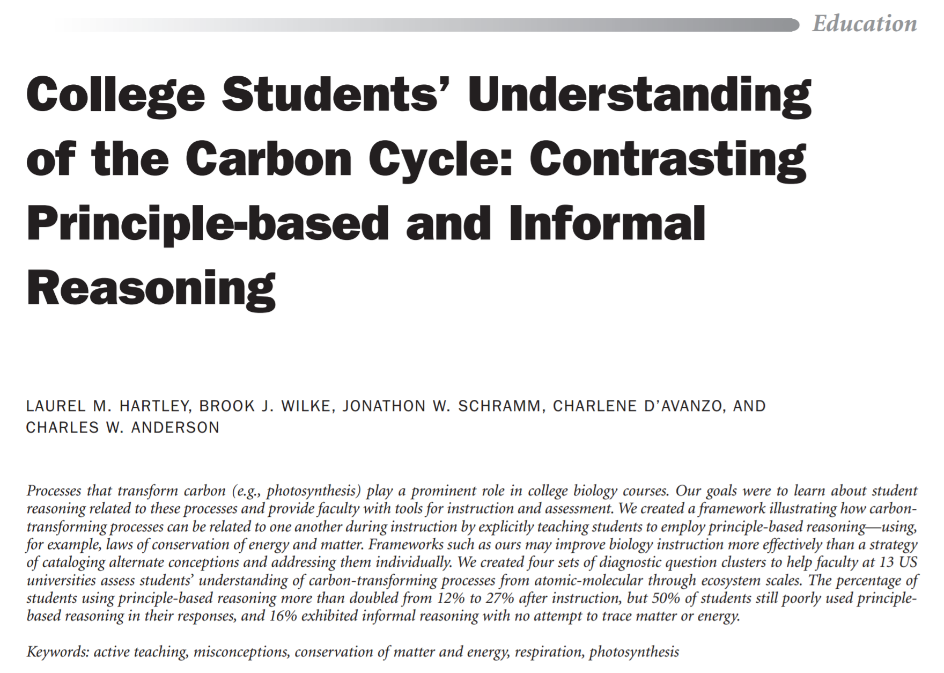 Education
College Students’ Understanding
of the Carbon Cycle: Contrasting
Principle-based and Informal
Reasoning
LAUREL M. HARTLEY, BROOK J. WILKE, JONATHON W. SCHRAMM, CHARLENE D’AVANZO, AND
CHARLES W. ANDERSON
Processes that transform carbon (e.g., photosynthesis) play a prominent role in college biology courses. Our goals were to learn about student
reasoning related to these processes and provide faculty with tools for instruction and assessment. We created a framework illustrating how carbon-
transforming processes can be related to one another during instruction by explicitly teaching students to employ principle-based reasoning—using,
for example, laws of conservation of energy and matter. Frameworks such as ours may improve biology instruction more effectively than a strategy
of cataloging alternate conceptions and addressing them individually. We created four sets of diagnostic question clusters to help faculty at 13 US
universities assess students’ understanding of carbon-transforming processes from atomic-molecular through ecosystem scales. The percentage of
students using principle-based reasoning more than doubled from 12% to 27% after instruction, but 50% of students still poorly used principle-
based reasoning in their responses, and 16% exhibited informal reasoning with no attempt to trace matter or energy.
Keywords: active teaching, misconceptions, conservation of matter and energy, respiration, photosynthesis